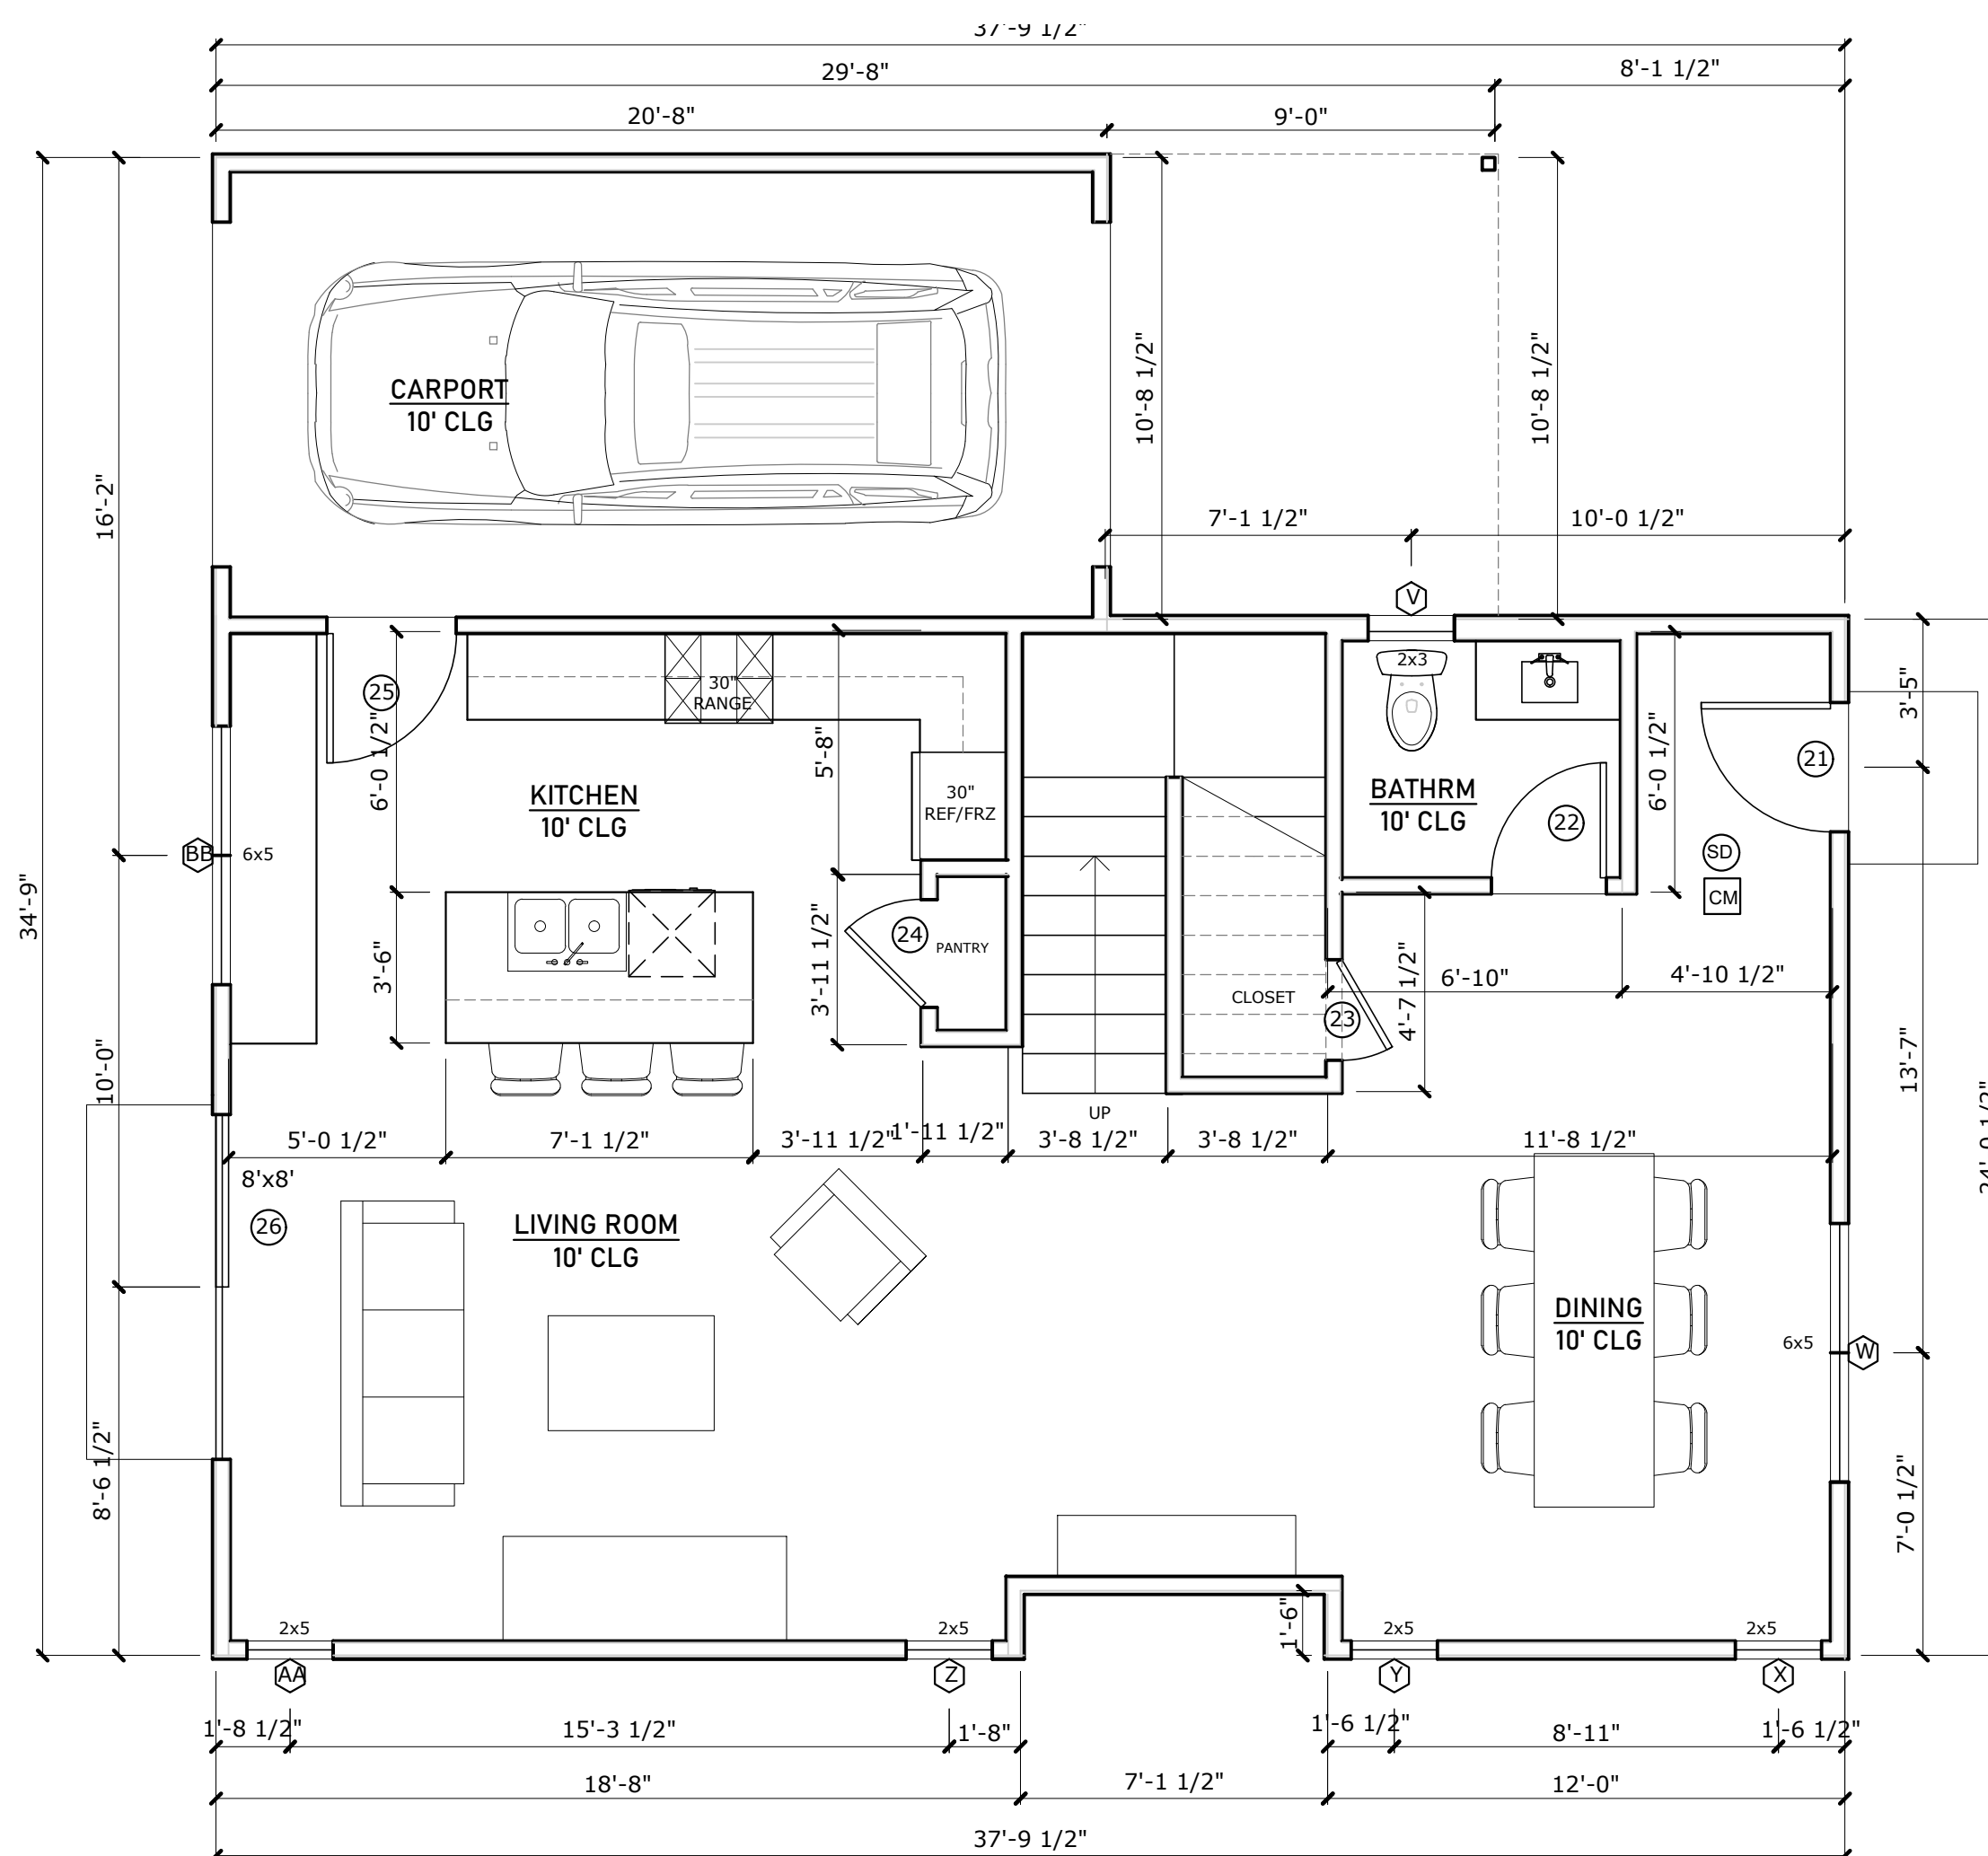 37'-9 1/2"
29'-8"
8'-1 1/2"
20'-8"
9'-0"
CARPORT
10' CLG
10'-8 1/2"
10'-8 1/2"
16'-2"
34'-9"
7'-1 1/2"
10'-0 1/2"
V
2x3
25
6'-0 1/2"
30"
RANGE
5'-8"
KITCHEN
10' CLG
30"
REF/FRZ
BATHRM
10' CLG
22
6'-0 1/2"
21
3'-5"
SD
CM
BB
6x5
3'-6"
24
PANTRY
3'-11 1/2"
CLOSET
23
4'-7 1/2"
6'-10"
4'-10 1/2"
13'-7"
24'-0 1/2"
10'-0"
UP
5'-0 1/2"
7'-1 1/2"
3'-11 1/2"
1'-11 1/2"
3'-8 1/2"
3'-8 1/2"
11'-8 1/2"
8'x8'
26
LIVING ROOM
10' CLG
DINING
10' CLG
6x5
W
8'-6 1/2"
7'-0 1/2"
1'-6"
2x5
2x5
2x5
2x5
AA
Z
Y
X
1'-8 1/2"
15'-3 1/2"
1'-8"
1'-6 1/2"
8'-11"
1'-6 1/2"
18'-8"
7'-1 1/2"
12'-0"
37'-9 1/2"